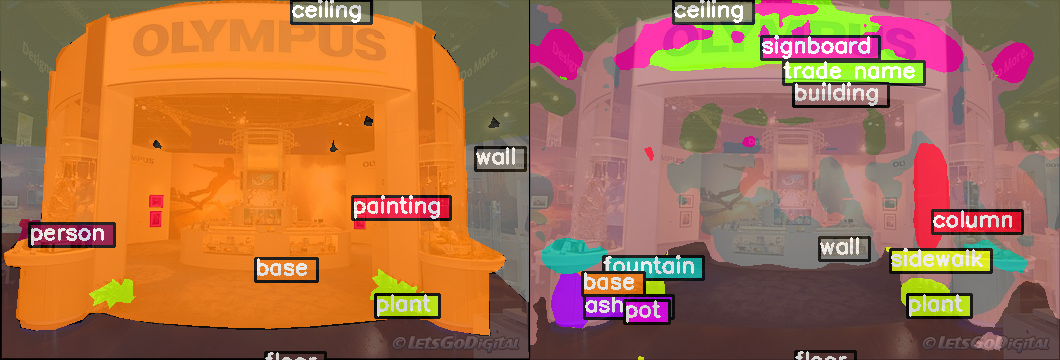 ceiling
OLYMPUS
wall
painting
person
base
plant
floor
© LETSGODIGITAL
ceiling
OLYMPUS
signboard
trade name
building
column
wall
sidewalk
fountain
base
ash
pot
plant
floor
© LETSGODIGITAL